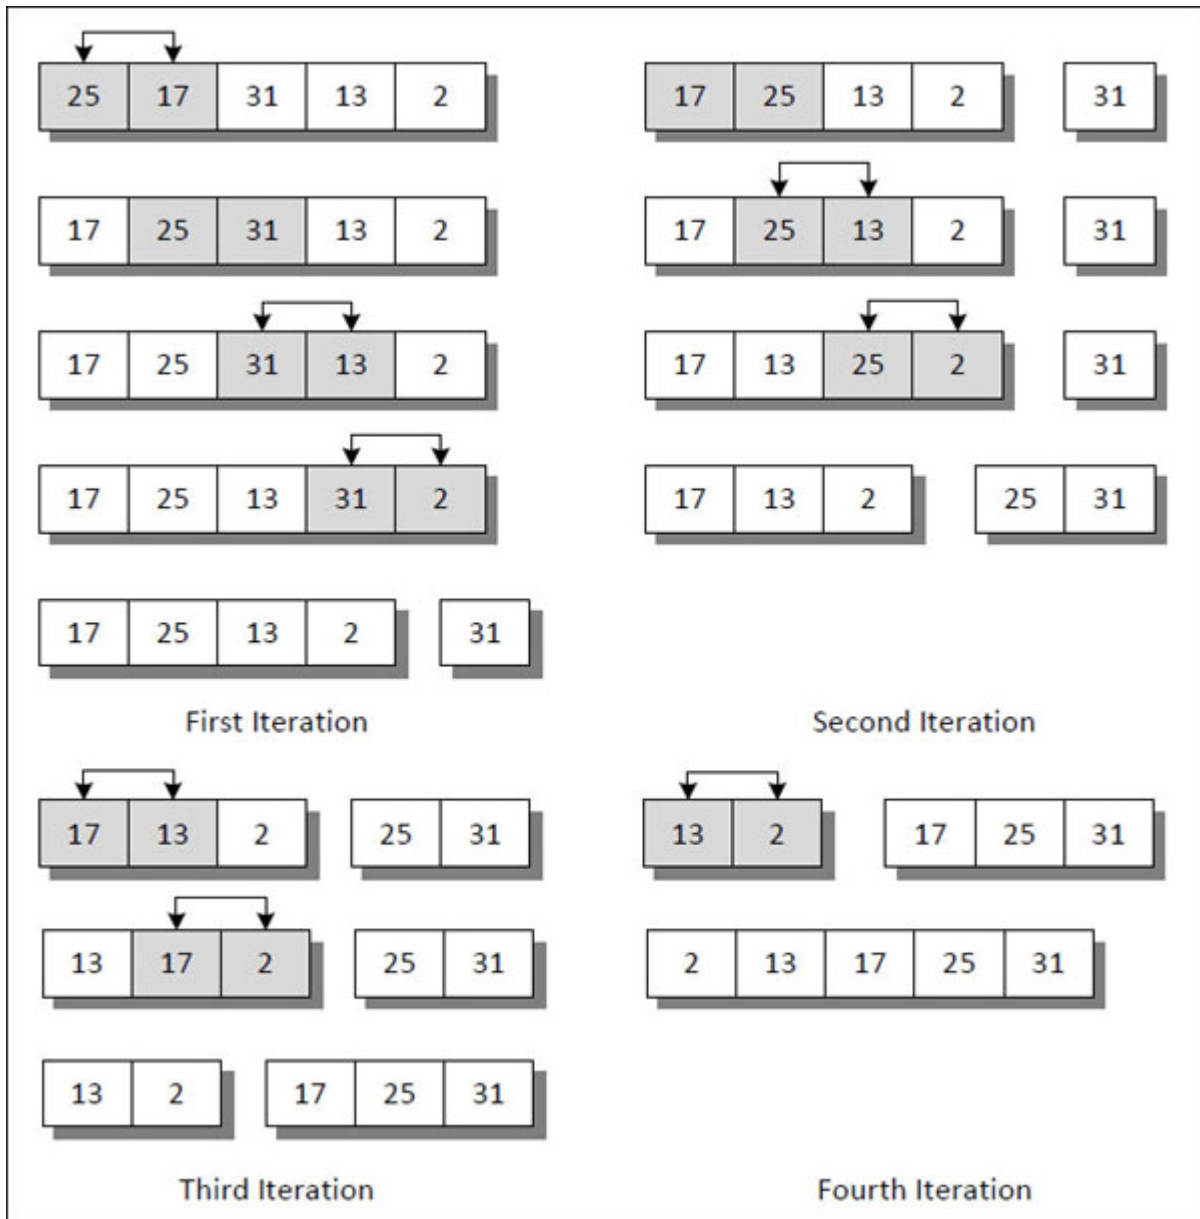 25 17 31 13 2
17 25 31 13 2
17 25 31 13 2
17 25 13 31 2
17 25 13 2 31
First Iteration
17 25 13 2 31
17 25 13 2 31
17 13 25 2 31
17 13 2 25 31
Second Iteration
17 13 2 25 31
13 17 2 25 31
13 2 17 25 31
Third Iteration
13 2 17 25 31
2 13 17 25 31
Fourth Iteration